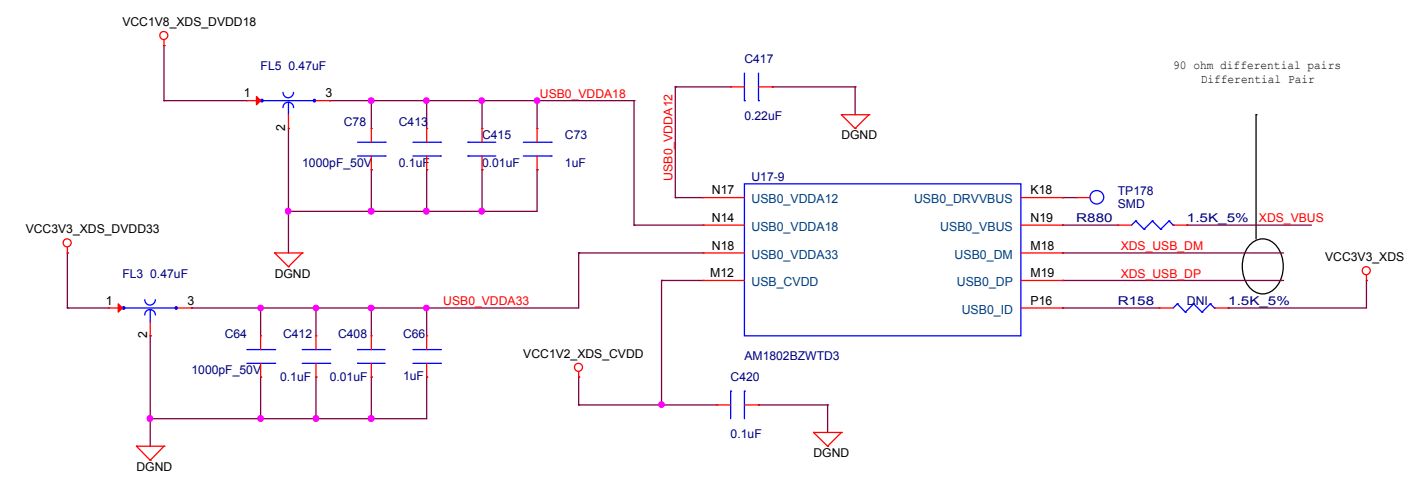 VCC1V8_XDS_DVDD18
FL5 0.47uF
1
3
2
USB0_VDDA18
C78
C413
C415
C73
1000pF_50V
0.1uF
0.01uF
1uF
DGND
C417
0.22uF
DGND
USB0_VDDA12
90 ohm differential pairs
Differential Pair
VCC3V3_XDS_DVDD33
FL3 0.47uF
1
3
2
USB0_VDDA33
C64
C412
C408
C66
1000pF_50V
0.1uF
0.01uF
1uF
DGND
U17-9
N17
USB0_VDDA12
N14
USB0_VDDA18
N18
USB0_VDDA33
M12
USB_CVDD
USB0_DRVVBUS
K18
USB0_VBUS
N19
USB0_DM
M18
USB0_DP
M19
USB0_ID
P16
AM1802BZWTD3
TP178
SMD
R880
1.5K_5%
XDS_VBUS
XDS_USB_DM
XDS_USB_DP
R158
DNI
1.5K_5%
VCC3V3_XDS
VCC1V2_XDS_CVDD
C420
0.1uF
DGND